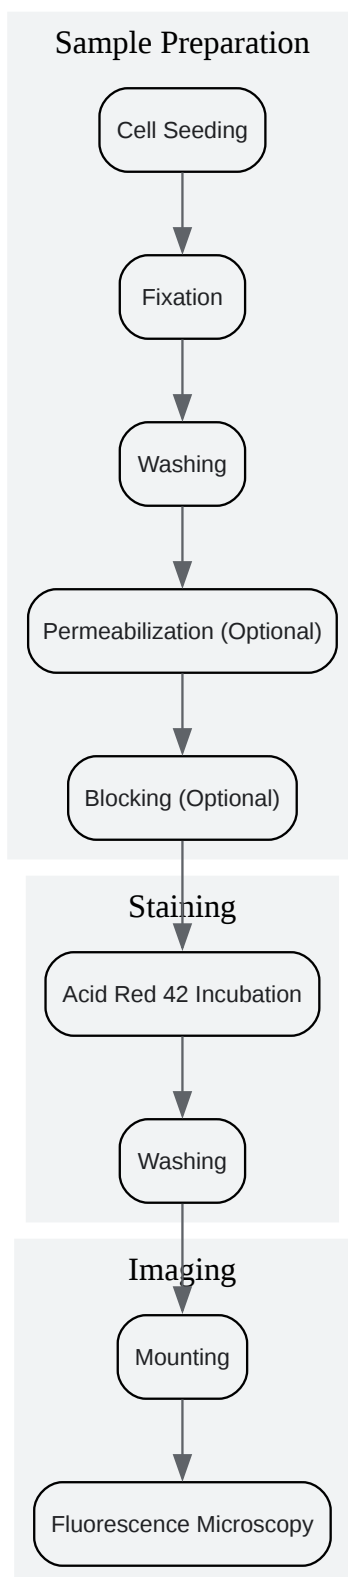 Sample Preparation
Cell Seeding
Fixation
Washing
Permeabilization (Optional)
Blocking (Optional)
Staining
Acid Red 42 Incubation
Washing
Imaging
Mounting
Fluorescence Microscopy